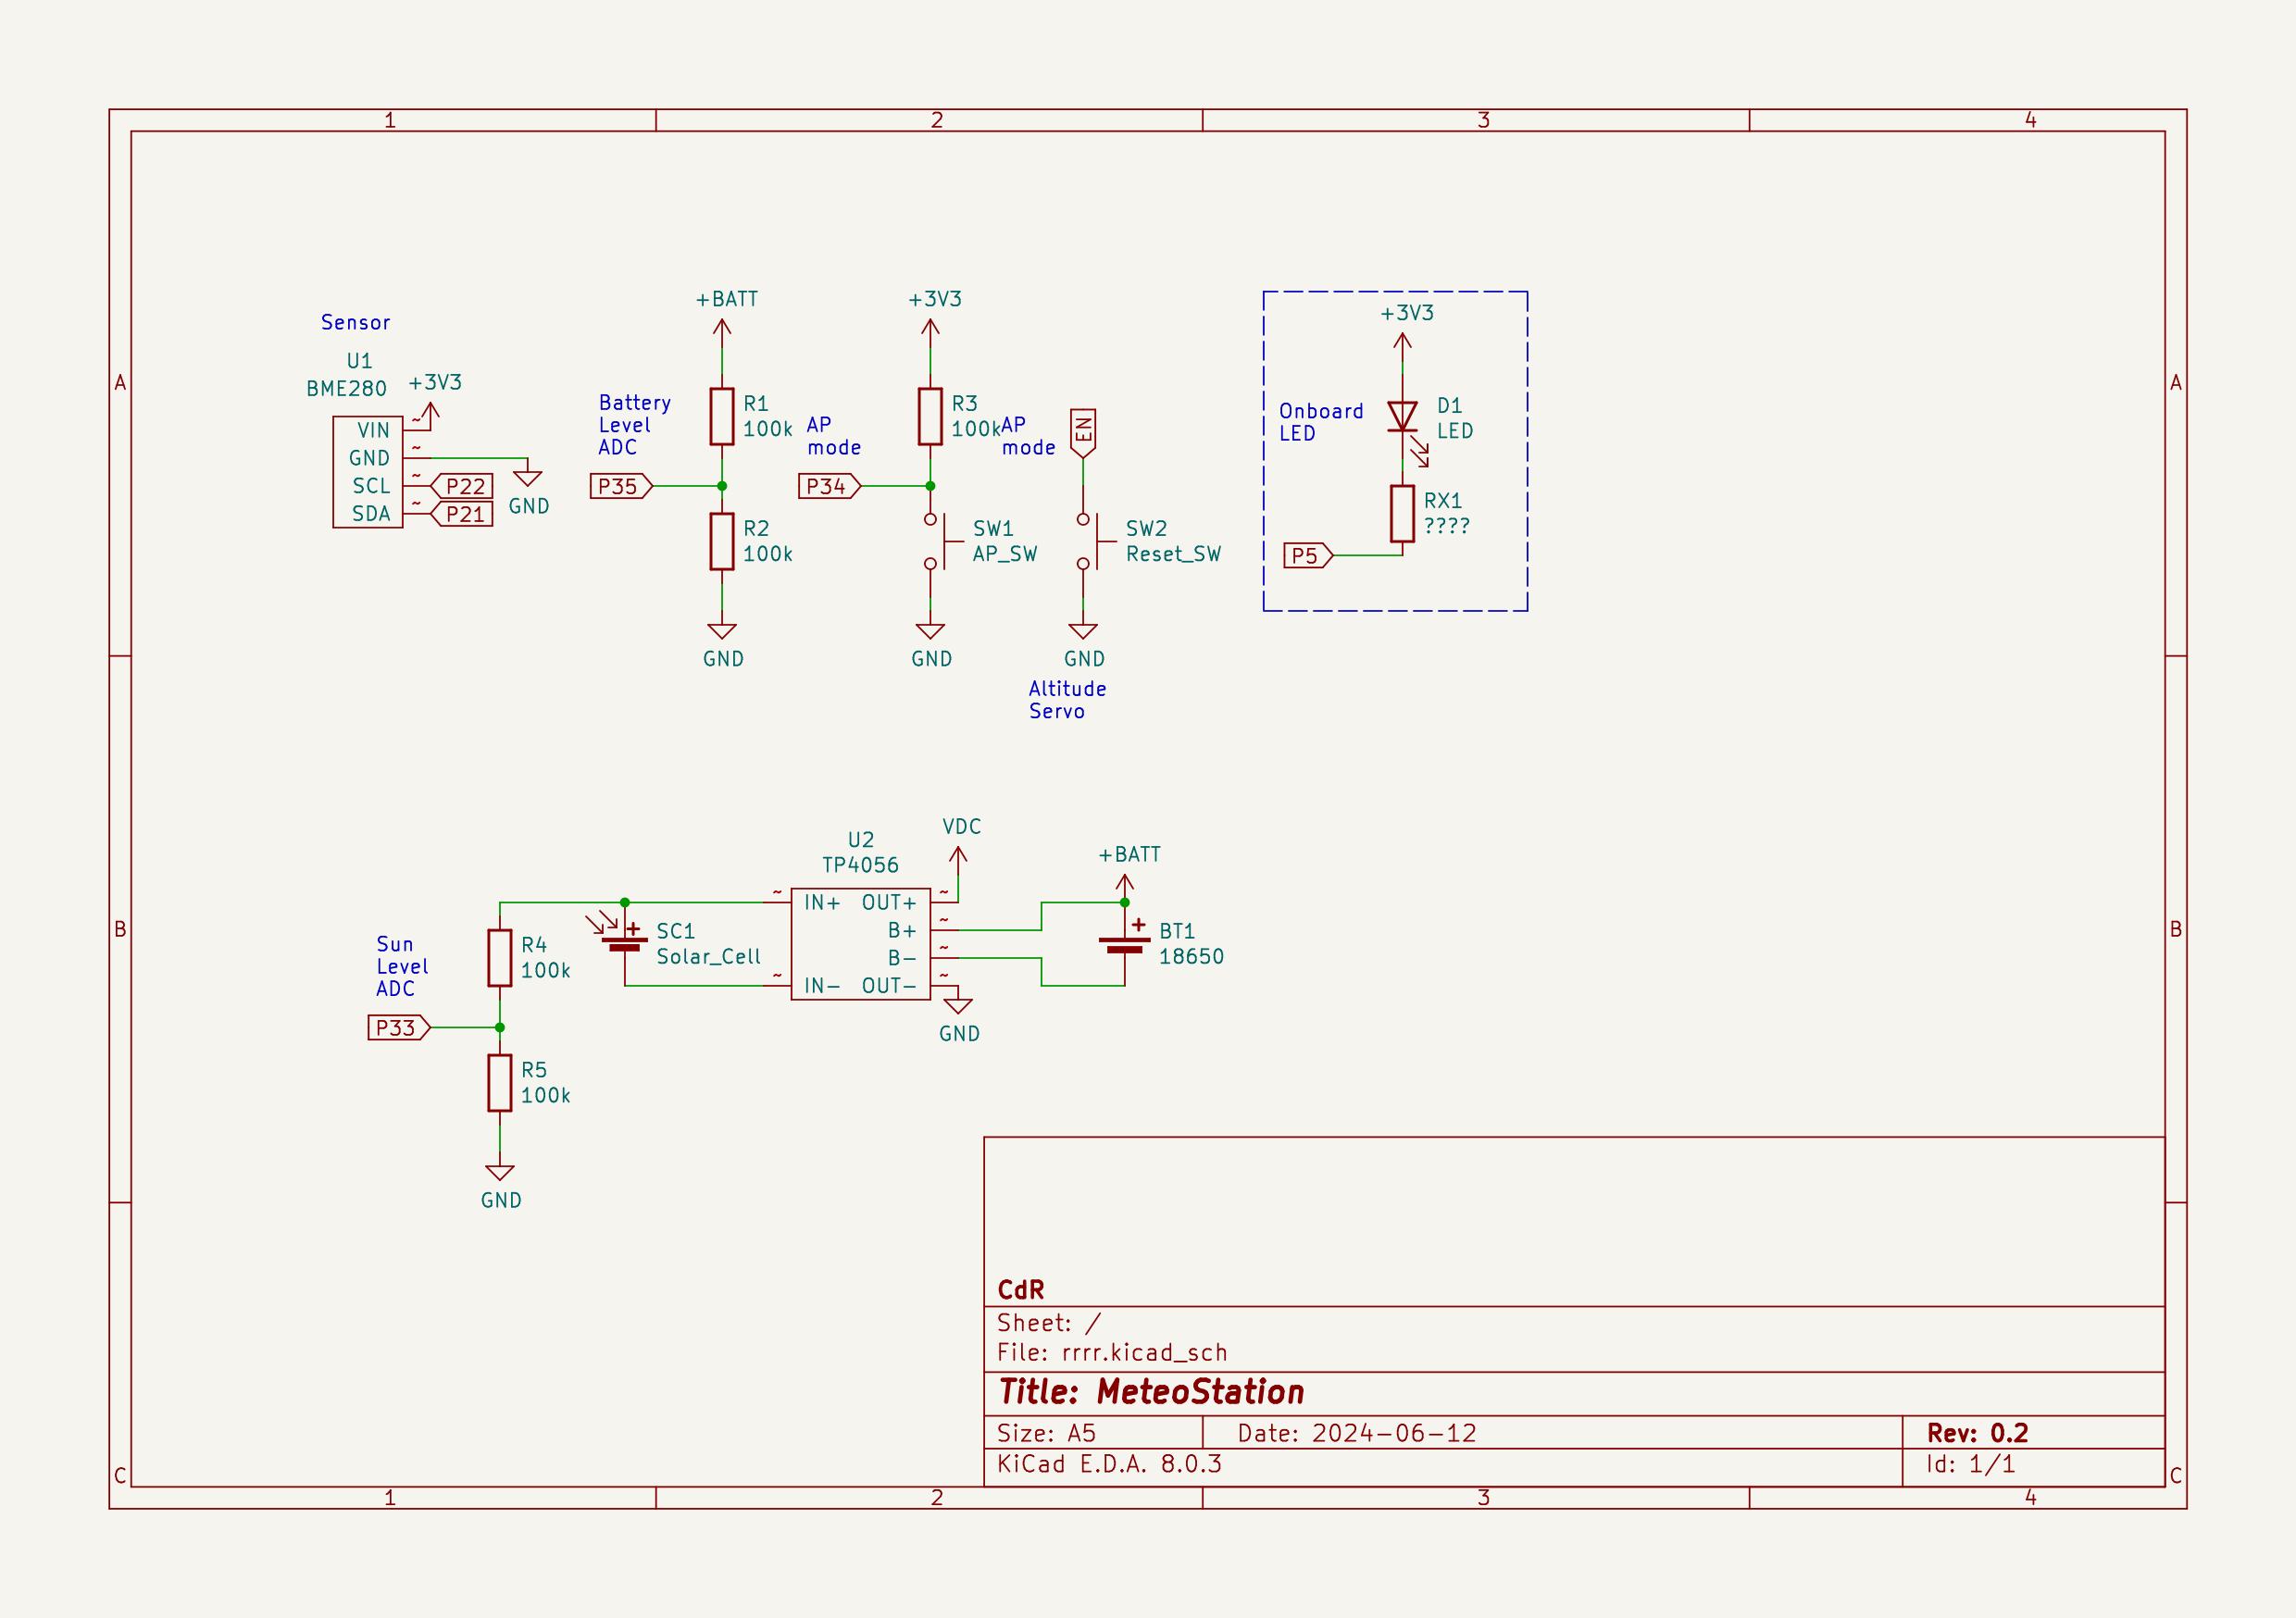 1 2 3 4
A A
B B
C C
1 2 3 4
Sensor
U1
BME280
+3V3
VIN ~
GND ~
SCL ~ P22
SDA ~ P21
GND
+BATT
Battery
Level
ADC
R1
100k
P35
R2
100k
GND
+3V3
AP
mode
R3
100k
P34
SW1
AP_SW
GND
AP
mode
EN
SW2
Reset_SW
GND
Altitude
Servo
+3V3
Onboard
LED
D1
LED
RX1
????
P5
Sun
Level
ADC
R4
100k
P33
R5
100k
GND
SC1
Solar_Cell
+
U2
TP4056
~ IN+ OUT+ ~
B+ ~
B- ~
~ IN- OUT- ~
VDC
GND
+BATT
+
BT1
18650
CdR
Sheet: /
File: rrrr.kicad_sch
Title: MeteoStation
Size: A5 Date: 2024-06-12 Rev: 0.2
KiCad E.D.A. 8.0.3 Id: 1/1